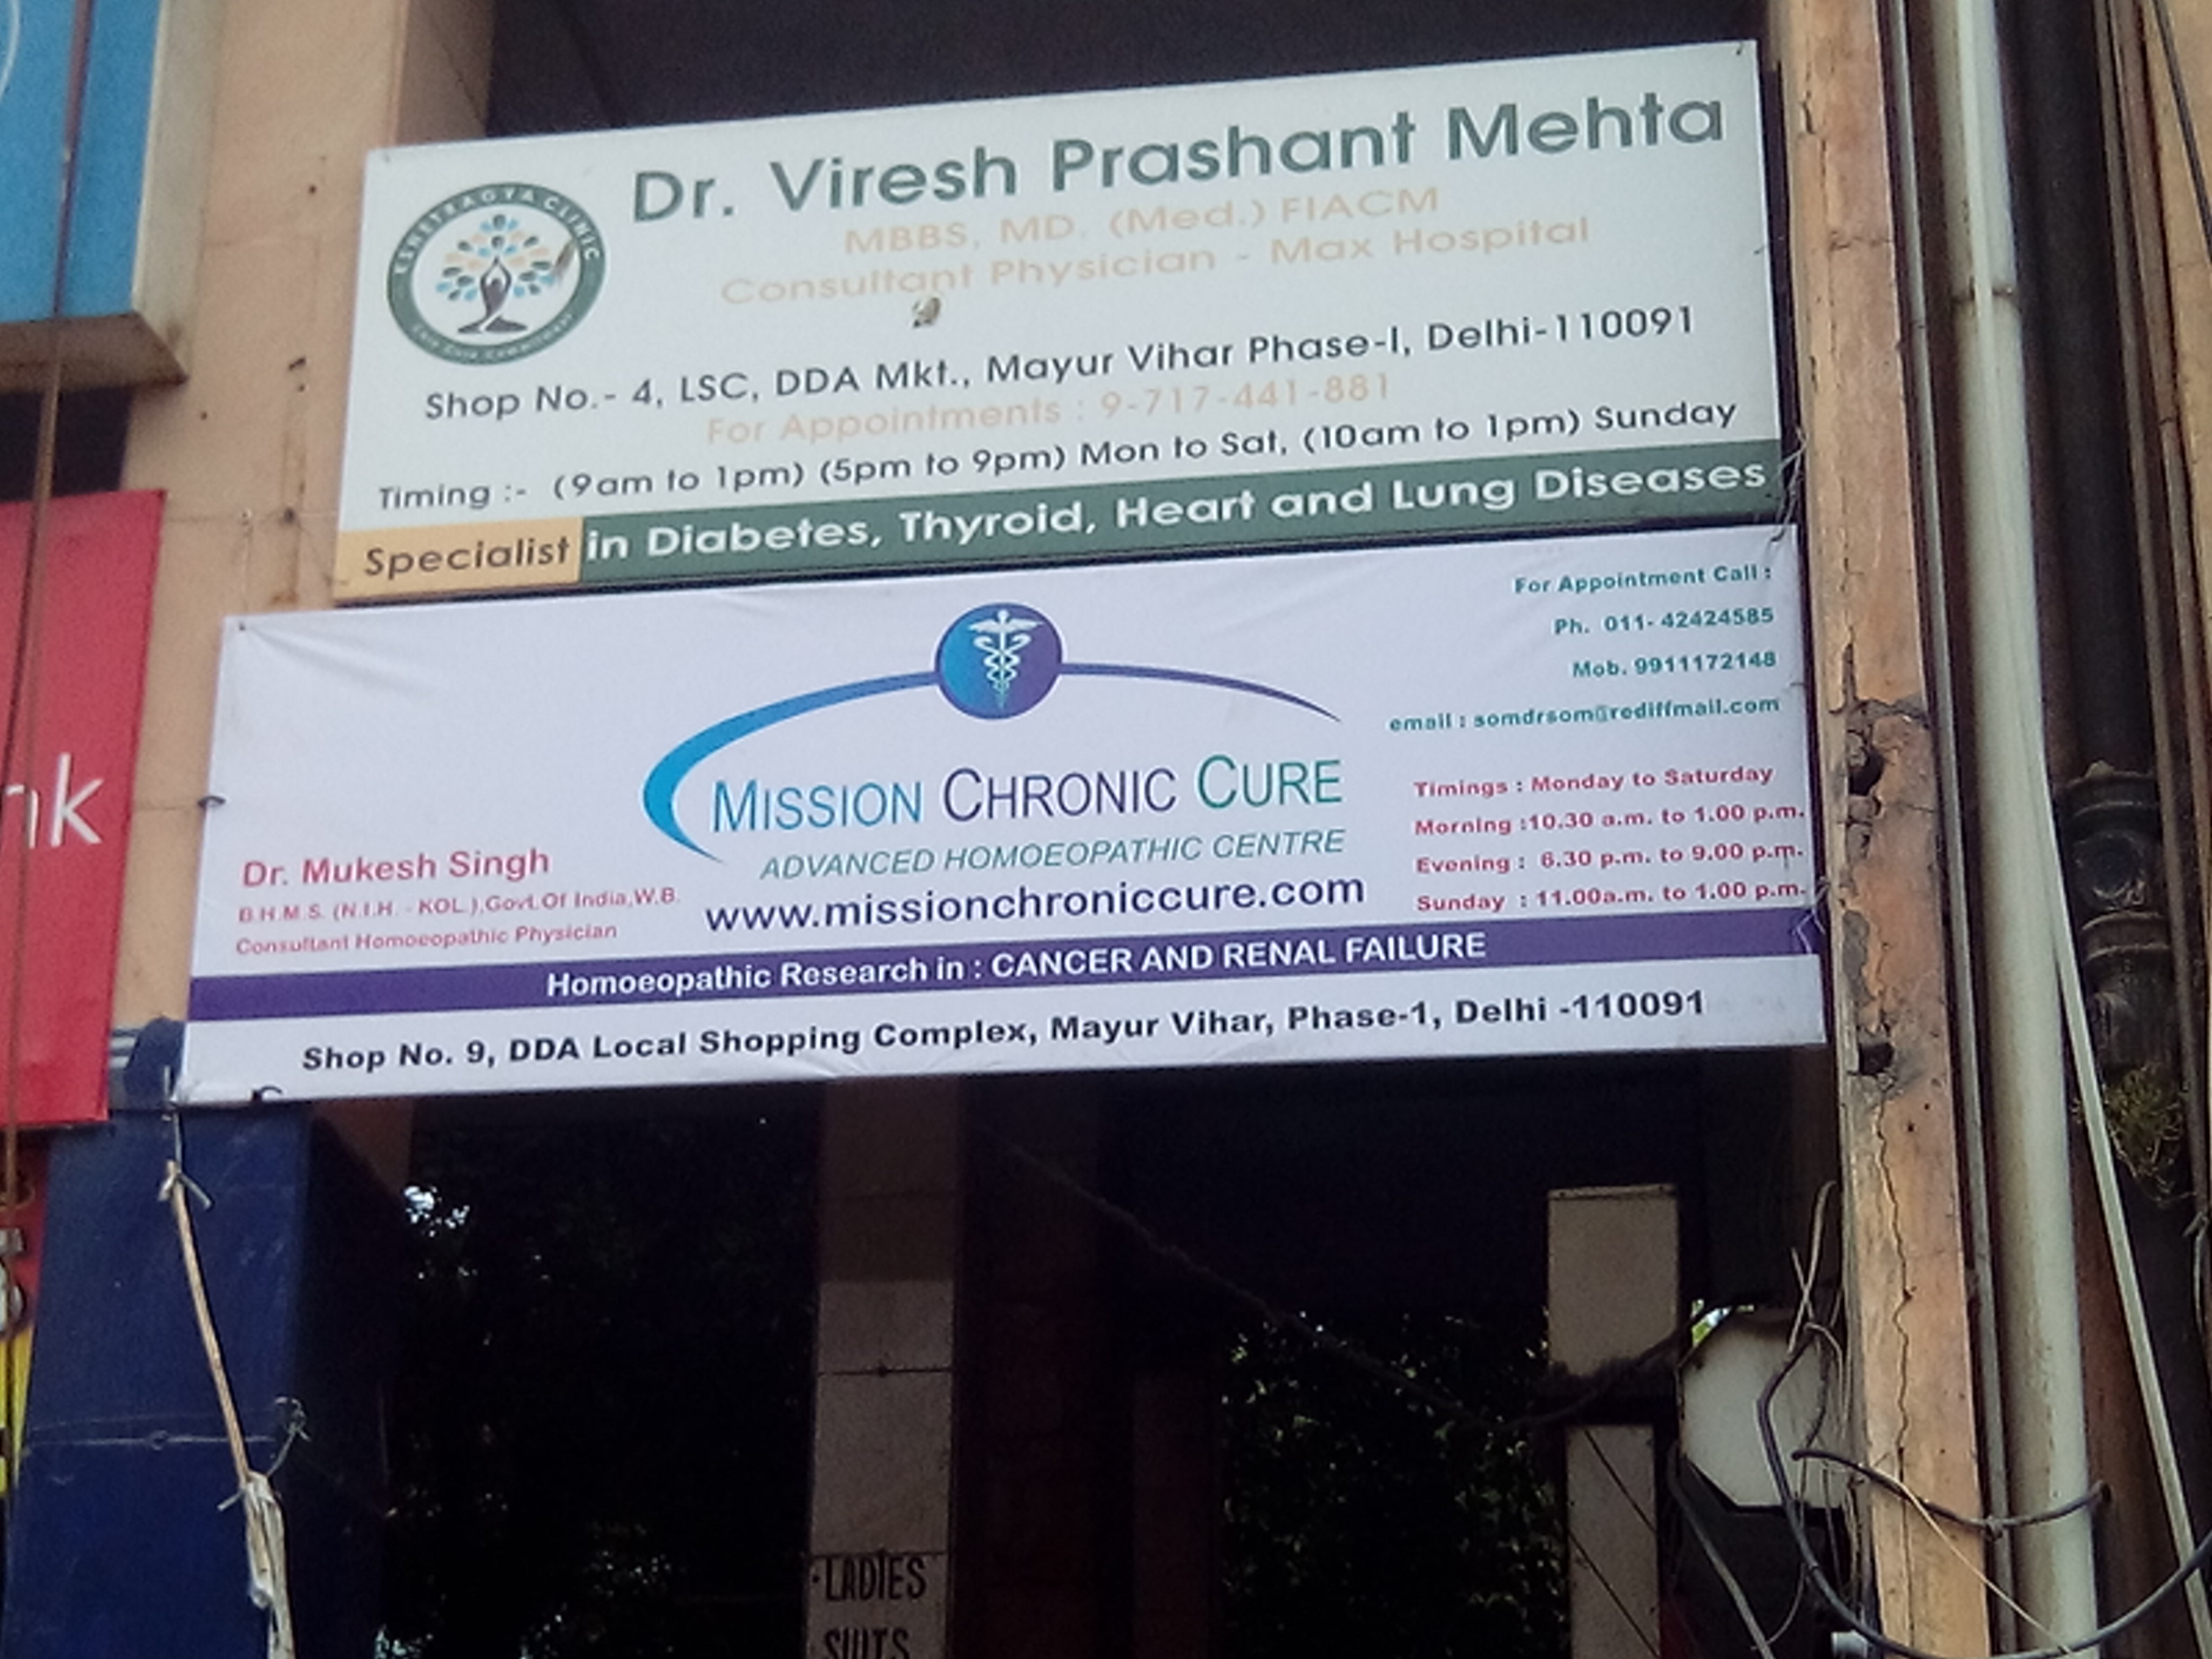 KSHETRAGYA CLINIC
Dr. Viresh Prashant Mehta
MBBS, MD. (Med.) FIACM
Consultant Physician - Max Hospital
Shop No.- 4, LSC, DDA Mkt., Mayur Vihar Phase-I, Delhi-110091
For Appointments : 9-717-441-881
Timing :- (9am to 1pm) (5pm to 9pm) Mon to Sat, (10am to 1pm) Sunday
Specialist in Diabetes, Thyroid, Heart and Lung Diseases
For Appointment Call :
Ph. 011- 42424585
Mob. 9911172148
email : somdrsom@rediffmail.com
MISSION CHRONIC CURE
ADVANCED HOMOEOPATHIC CENTRE
www.missionchroniccure.com
Timings : Monday to Saturday
Morning :10.30 a.m. to 1.00 p.m.
Evening : 6.30 p.m. to 9.00 p.m.
Sunday : 11.00a.m. to 1.00 p.m.
Dr. Mukesh Singh
B.H.M.S. (N.I.H. - KOL.),Govt.Of India,W.B.
Consultant Homoeopathic Physician
Homoeopathic Research in : CANCER AND RENAL FAILURE
Shop No. 9, DDA Local Shopping Complex, Mayur Vihar, Phase-1, Delhi -110091
nk
LADIES
SUITS